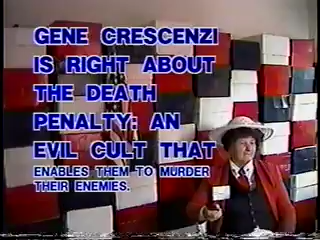 GENE CRESCENZI
IS RIGHT ABOUT
THE DEATH
PENALTY: AN
EVIL CULT THAT
ENABLES THEM TO MURDER
THEIR ENEMIES.